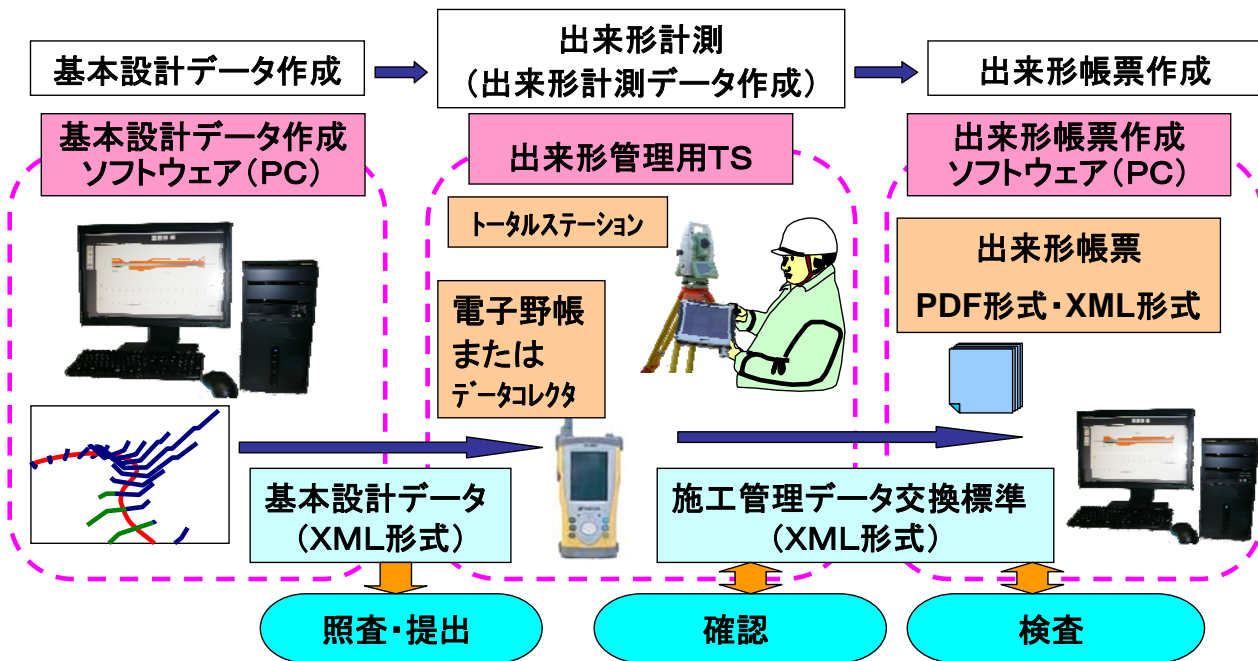 基本設計データ作成
出来形計測
（出来形計測データ作成）
出来形帳票作成
基本設計データ作成
ソフトウェア（PC）
出来形管理用TS
出来形帳票作成
ソフトウェア（PC）
トータルステーション
電子野帳
または
データコレクタ
出来形帳票
PDF形式・XML形式
基本設計データ
（XML形式）
施工管理データ交換標準
（XML形式）
照査・提出
確認
検査